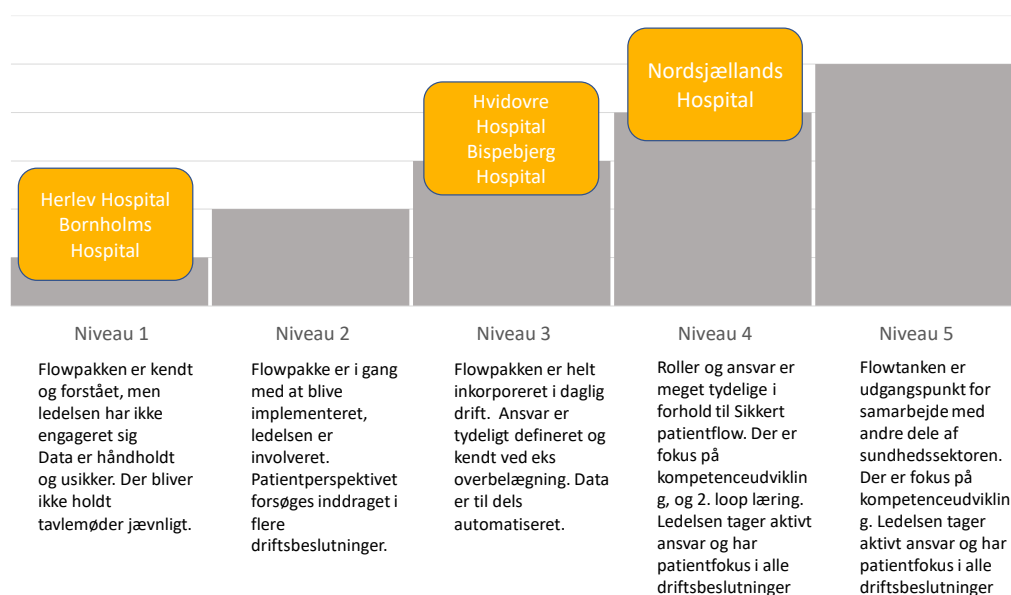 Nordsjællands
Hospital
Hvidovre
Hospital
Bispebjerg
Hospital
Herlev Hospital
Bornholms
Hospital
Niveau 1
Flowpakken er kendt
og forstået, men
ledelsen har ikke
engageret sig
Data er håndholdt
og usikker. Der bliver
ikke holdt
tavlemøder jævnligt.
Niveau 2
Flowpakke er i gang
med at blive
implementeret,
ledelsen er
involveret.
Patientperspektivet
forsøges inddraget i
flere
driftsbeslutninger.
Niveau 3
Flowpakken er helt
inkorporeret i daglig
drift.  Ansvar er
tydeligt defineret og
kendt ved eks
overbelægning. Data
er til dels
automatiseret.
Niveau 4
Roller og ansvar er
meget tydelige i
forhold til Sikkert
patientflow. Der er
fokus på
kompetenceudviklin
g, og 2. loop læring.
Ledelsen tager aktivt
ansvar og har
patientfokus i alle
driftsbeslutninger
Niveau 5
Flowtanken er
udgangspunkt for
samarbejde med
andre dele af
sundhedssektoren.
Der er fokus på
kompetenceudviklin
g. Ledelsen tager
aktivt ansvar og har
patientfokus i alle
driftsbeslutninger